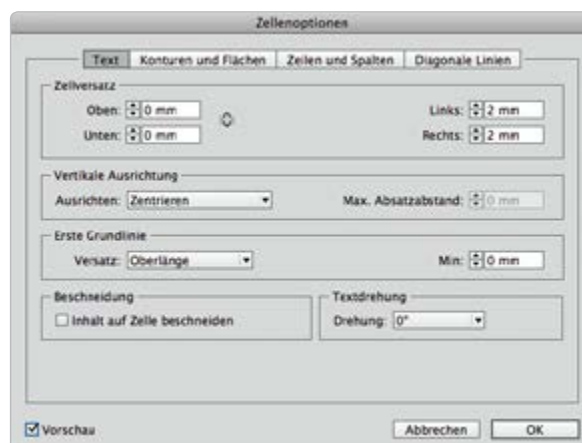 Zellenoptionen
Text Konturen und Flächen Zeilen und Spalten Diagonale Linien
Zellversatz
Oben: 0 mm Links: 2 mm
Unten: 0 mm Rechts: 2 mm
Vertikale Ausrichtung
Ausrichten: Zentrieren Max. Absatzabstand: 0 mm
Erste Grundlinie
Versatz: Oberlänge Min: 0 mm
Beschneidung Textdrehung
Inhalt auf Zelle beschneiden Drehung: 0°
Vorschau Abbrechen OK